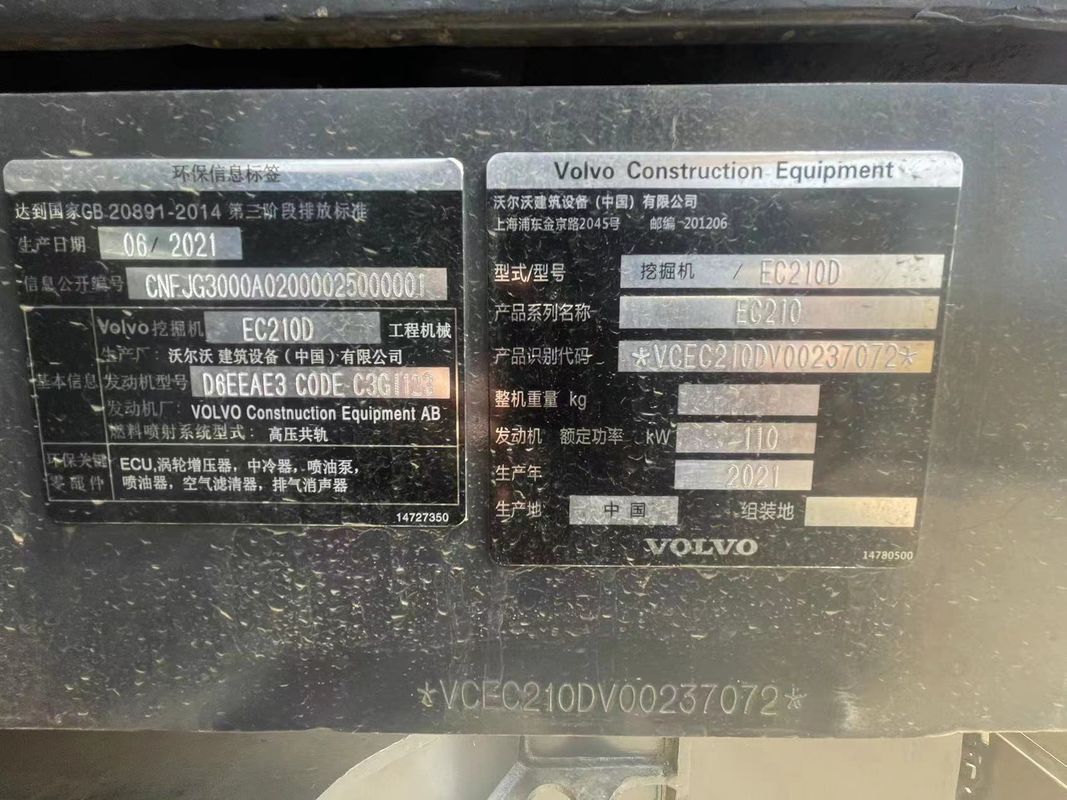 环保信息标签
达到国家GB 20891-2014 第三阶段排放标准
生产日期 06/ 2021
信息公开编号 CNFJG3000A02000025000001
Volvo挖掘机 EC210D 工程机械
生产厂: 沃尔沃 建筑设备（中国）有限公司
基本信息 发动机型号 D6EEAE3 CODE
发动机厂: VOLVO Construction Equipment AB
燃料喷射系统型式: 高压共轨
环保关键 ECU,涡轮增压器，中冷器，喷油泵，
零部件 喷油器，空气滤清器，排气消声器
14727350
Volvo Construction Equipment
沃尔沃建筑设备（中国）有限公司
上海浦东金京路2045号 邮编 201206
型式/型号 挖掘机 / EC210D
产品系列名称 EC210
产品识别代码 *VCEC210DV00237072*
整机重量 kg
发动机 额定功率 kW 110
生产年 2021
生产地 中国 组装地
VOLVO
14780500
*VCEC210DV00237072*